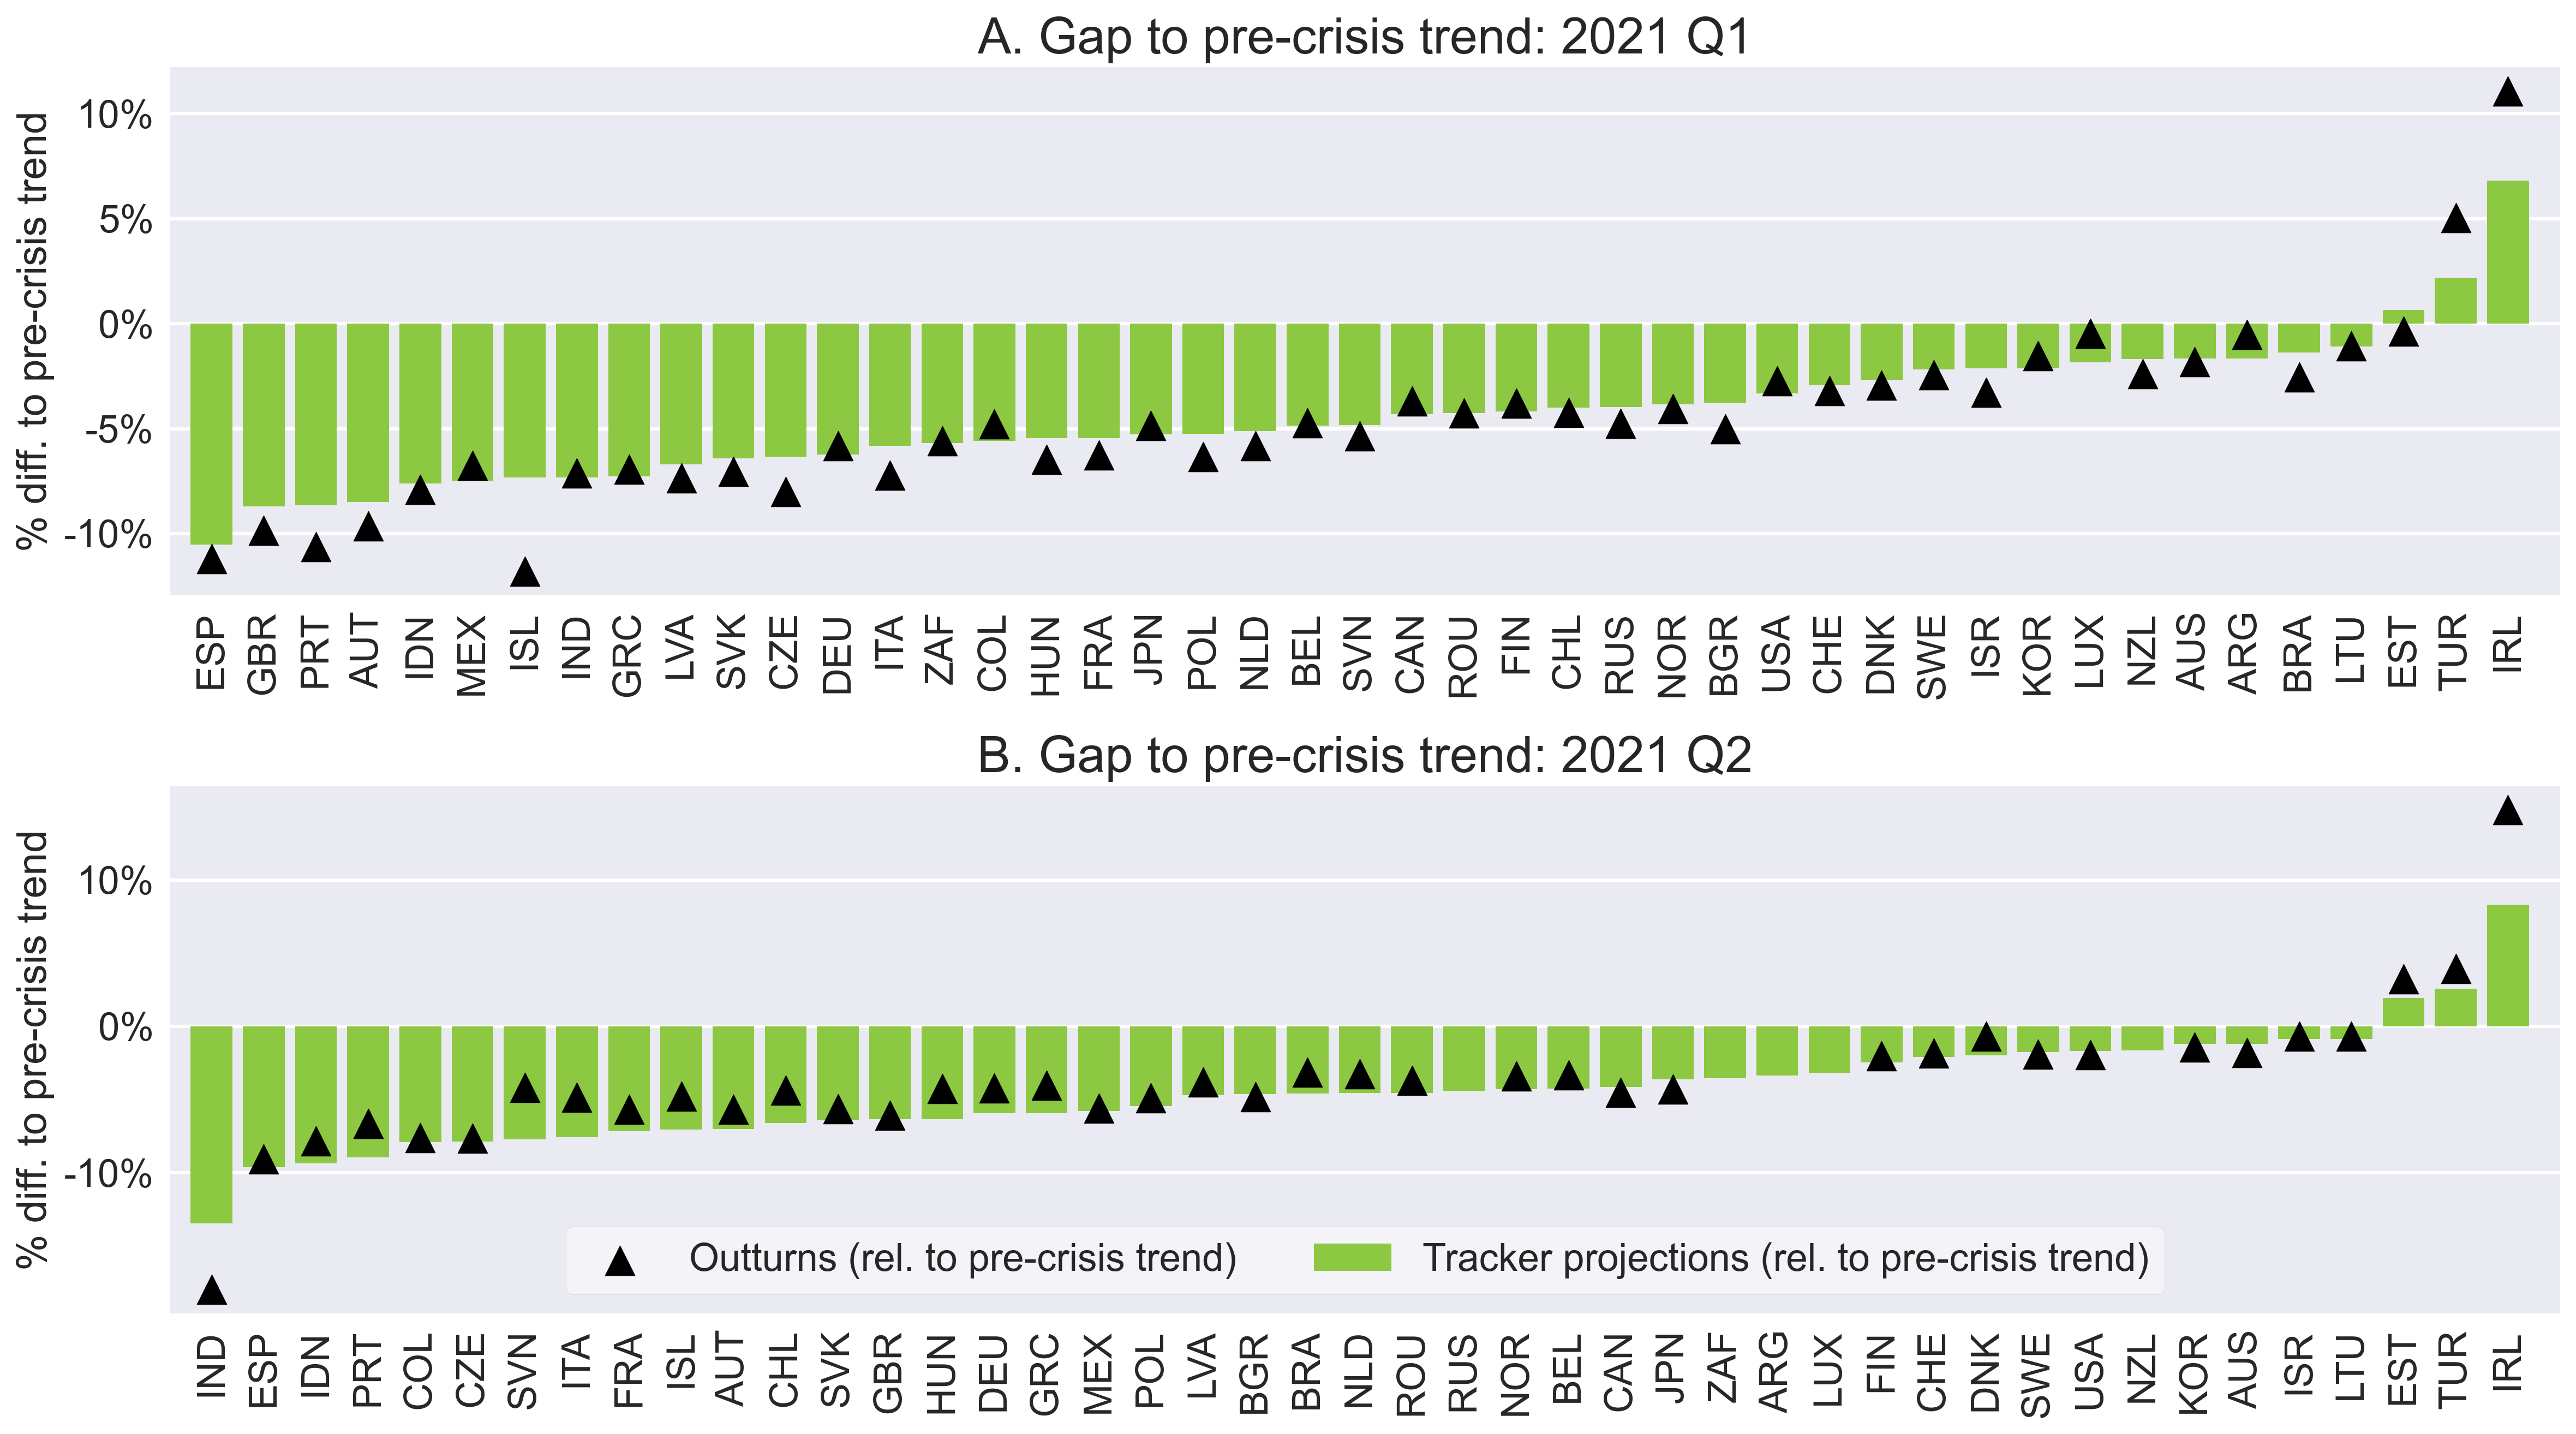 A. Gap to pre-crisis trend: 2021 Q1
% diff. to pre-crisis trend
10%
5%
0%
-5%
-10%
ESP GBR PRT AUT IDN MEX ISL IND GRC LVA SVK CZE DEU ITA ZAF COL HUN FRA JPN POL NLD BEL SVN CAN ROU FIN CHL RUS NOR BGR USA CHE DNK SWE ISR KOR LUX NZL AUS ARG BRA LTU EST TUR IRL
B. Gap to pre-crisis trend: 2021 Q2
% diff. to pre-crisis trend
10%
0%
-10%
Outturns (rel. to pre-crisis trend) Tracker projections (rel. to pre-crisis trend)
IND ESP IDN PRT COL CZE SVN ITA FRA ISL AUT CHL SVK GBR HUN DEU GRC MEX POL LVA BGR BRA NLD ROU RUS NOR BEL CAN JPN ZAF ARG LUX FIN CHE DNK SWE USA NZL KOR AUS ISR LTU EST TUR IRL